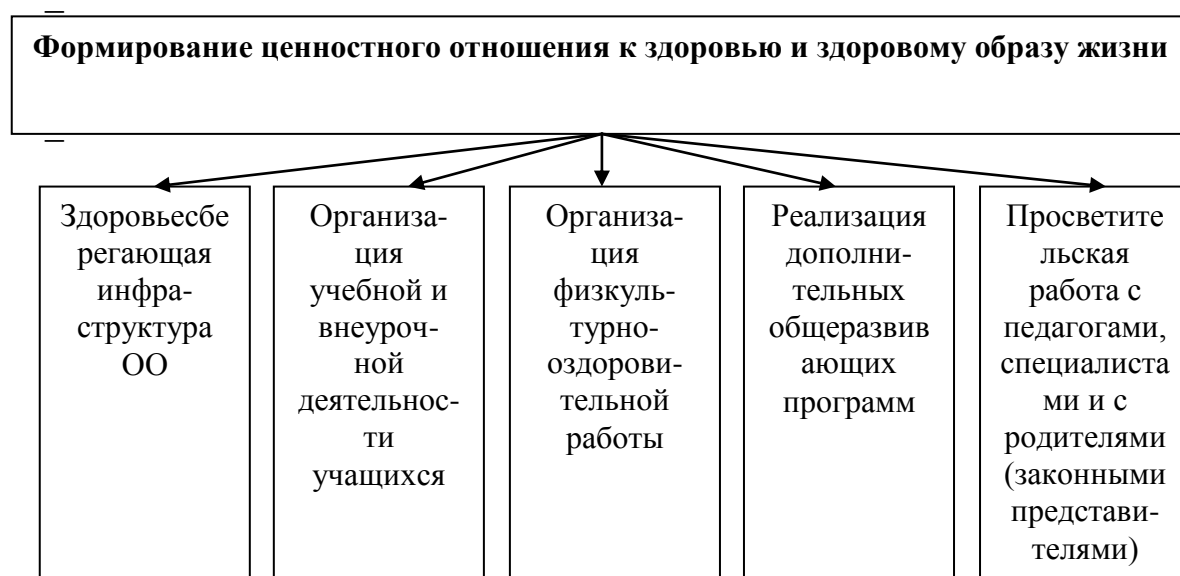 Формирование ценностного отношения к здоровью и здоровому образу жизни
Здоровьесбе
регающая
инфра-
структура
ОО
Организа-
ция
учебной и
внеуроч-
ной
деятельнос-
ти
учащихся
Организа-
ция
физкуль-
турно-
оздорови-
тельной
работы
Реализация
дополни-
тельных
общеразвив
ающих
программ
Просветите
льская
работа с
педагогами,
специалиста
ми и с
родителями
(законными
представи-
телями)